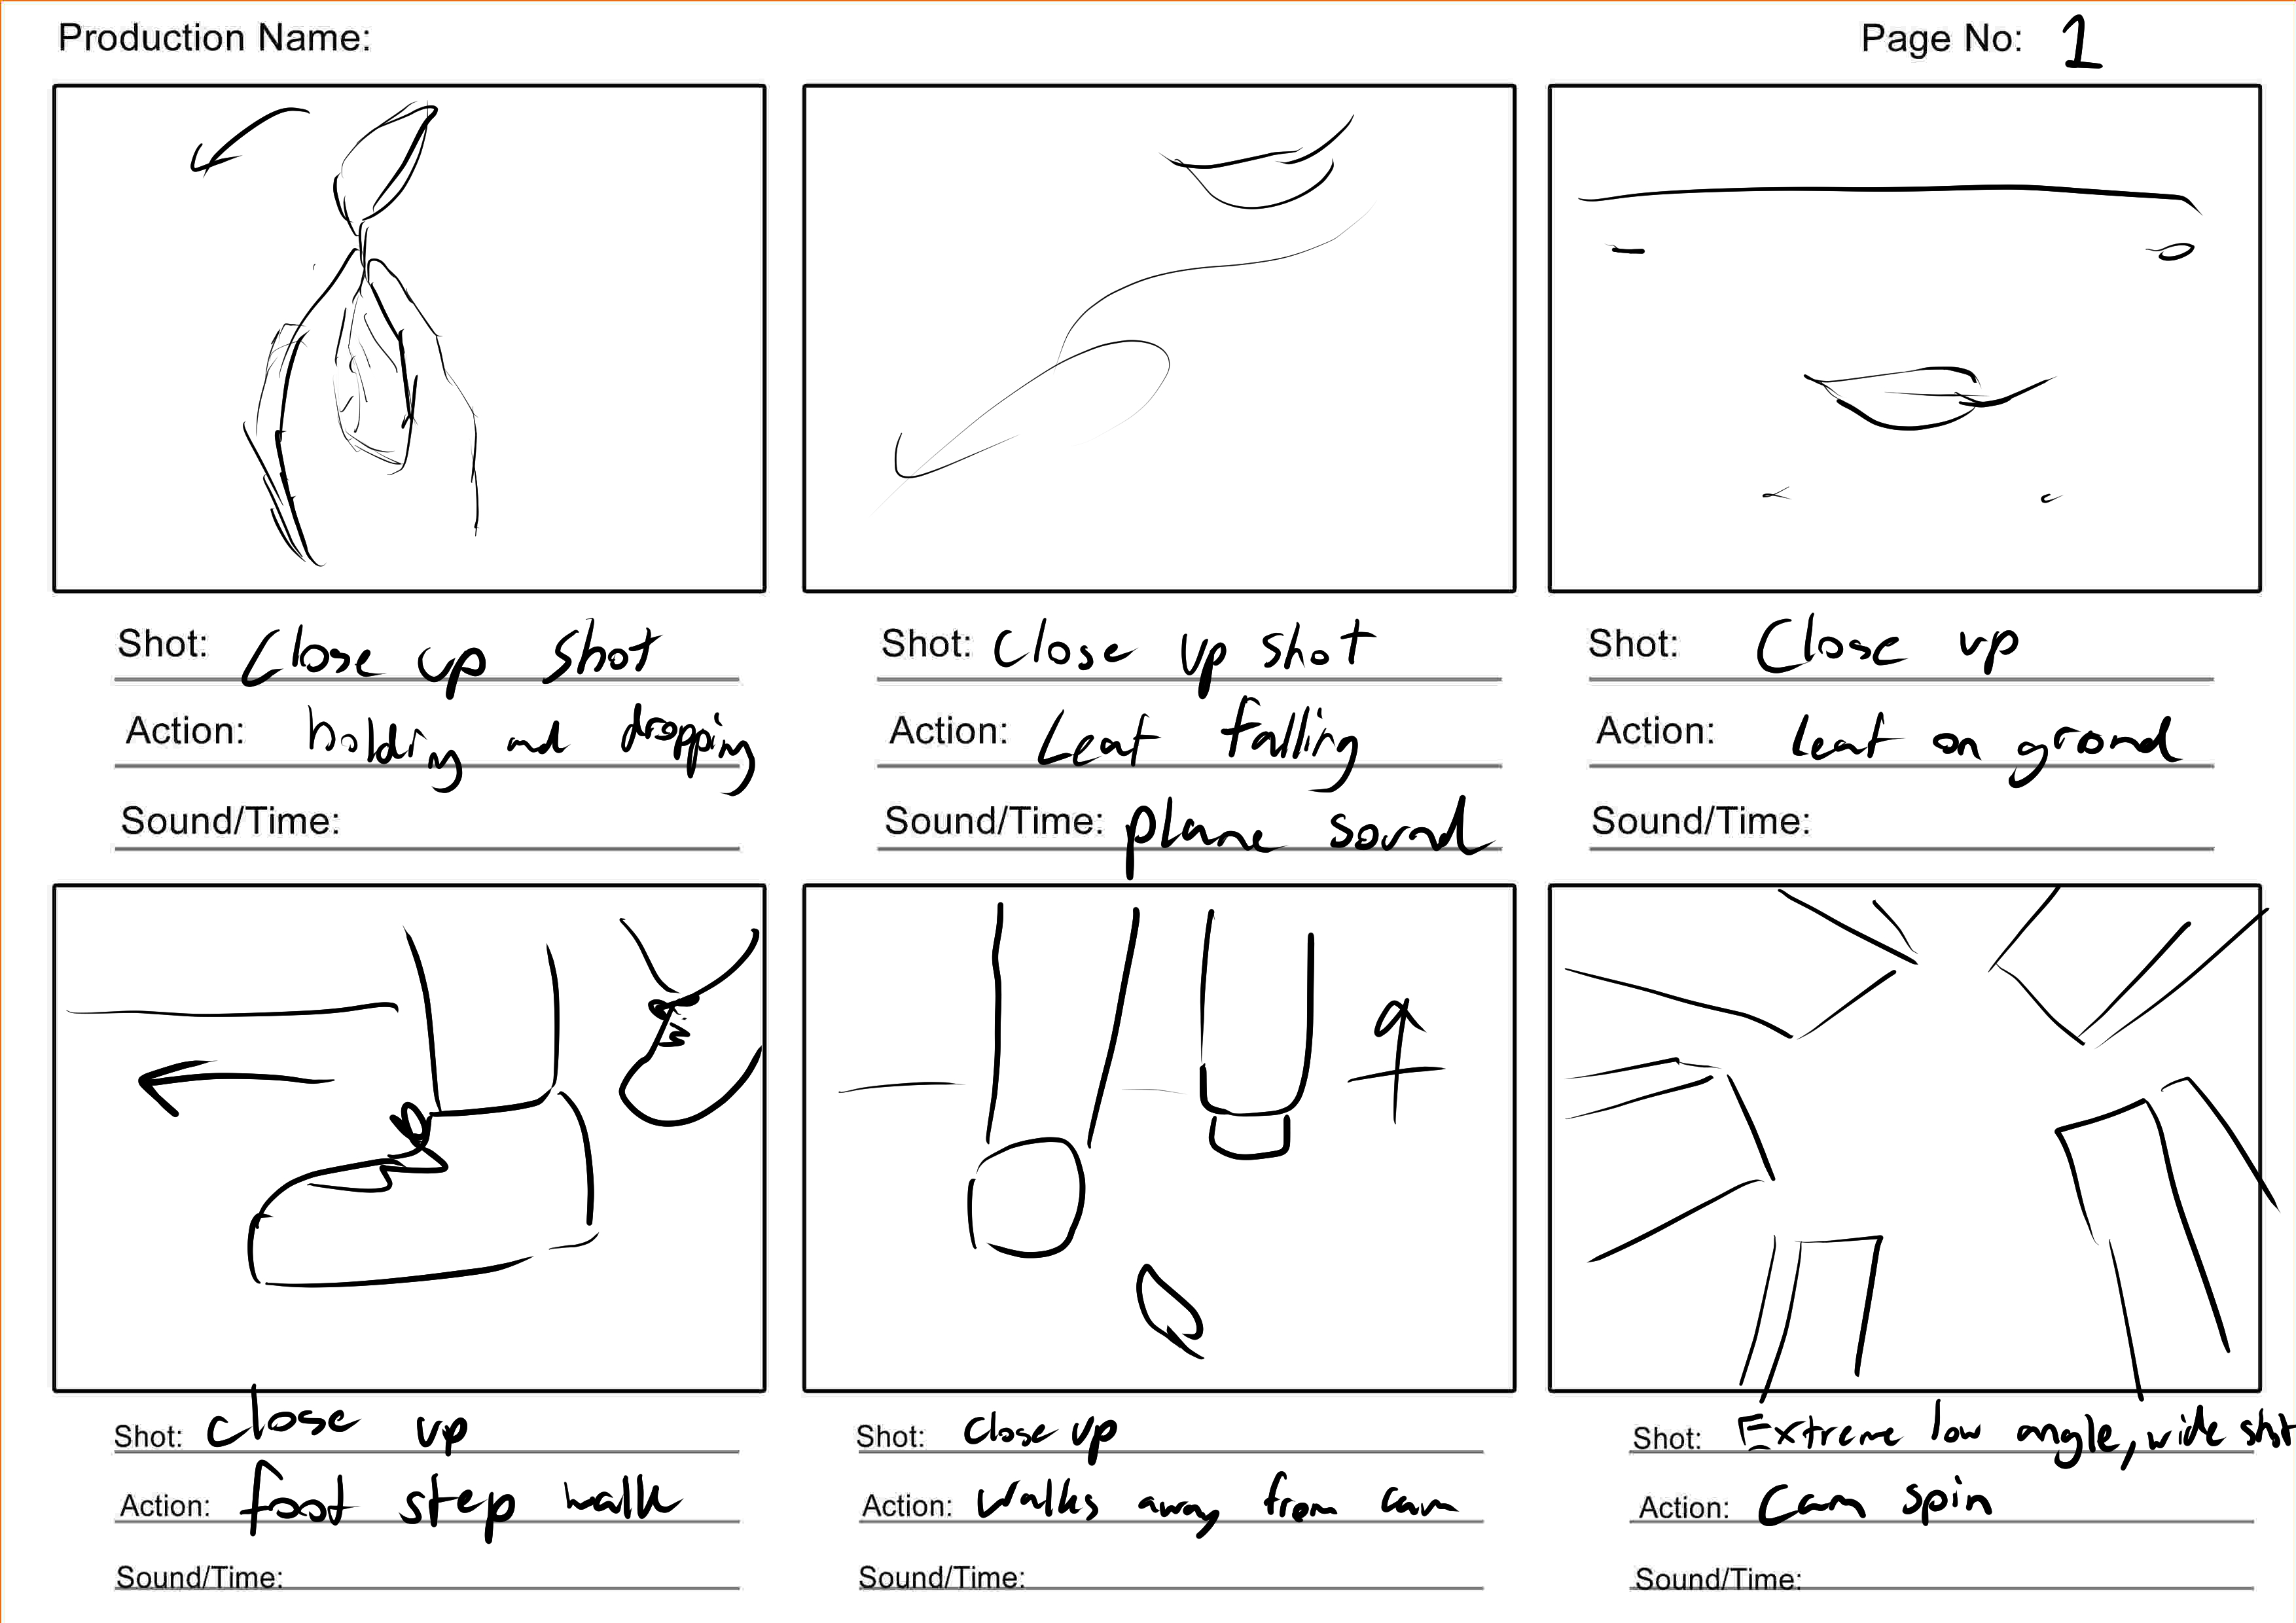 Production Name:
Page No: 1
Shot: Close up shot
Action: holding and dropping
Sound/Time:
Shot: Close up shot
Action: Leaf falling
Sound/Time: plane sound
Shot: Close up
Action: leaf on grond
Sound/Time:
Shot: close up
Action: foot step walk
Sound/Time:
Shot: close up
Action: Walks away from cam
Sound/Time:
Shot: Extreme low angle, wide shot
Action: Cam spin
Sound/Time: